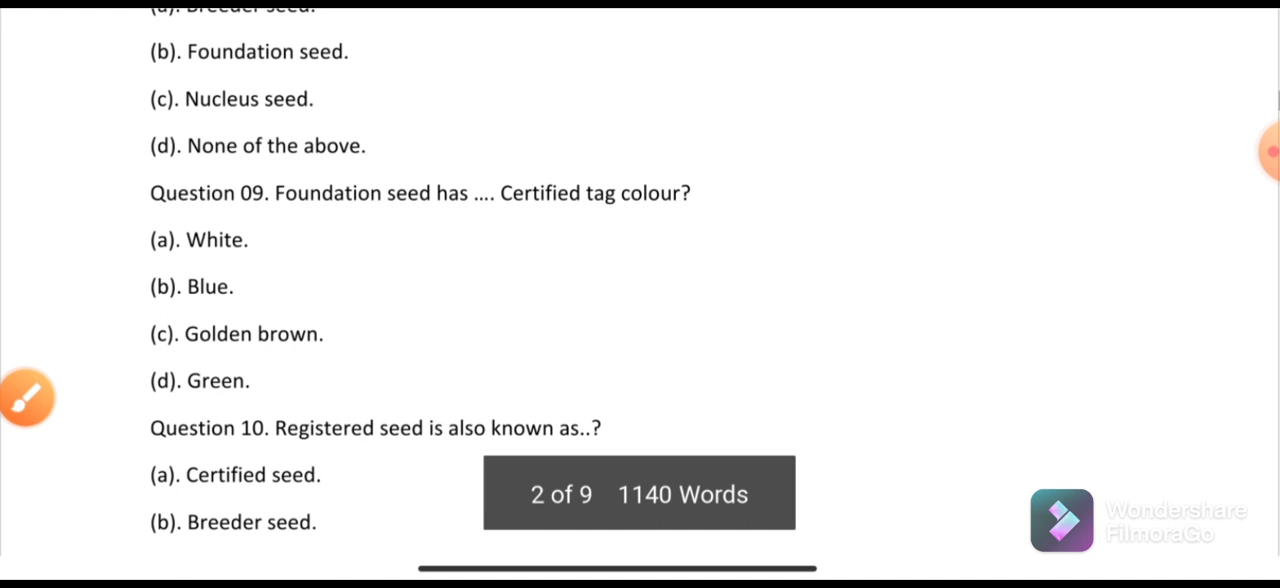 (b). Foundation seed.
(c). Nucleus seed.
(d). None of the above.
Question 09. Foundation seed has .... Certified tag colour?
(a). White.
(b). Blue.
(c). Golden brown.
(d). Green.
Question 10. Registered seed is also known as..?
(a). Certified seed.
(b). Breeder seed.
2 of 9 1140 Words
Wondershare
FilmoraGo